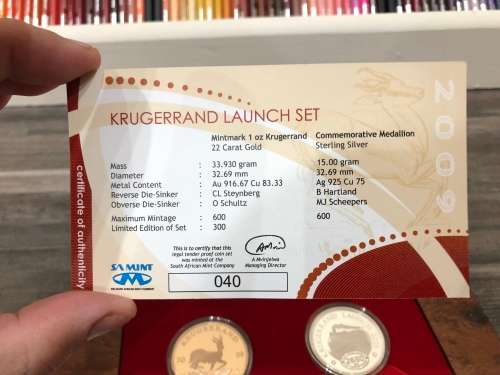 KRUGERRAND LAUNCH SET
Mintmark 1 oz Krugerrand Commemorative Medallion
22 Carat Gold Sterling Silver
Mass : 33.930 gram 15.00 gram
Diameter : 32.69 mm 32.69 mm
Metal Content : Au 916.67 Cu 83.33 Ag 925 Cu 75
Reverse Die-Sinker : CL Steynberg B Hartland
Obverse Die-Sinker : O Schultz MJ Scheepers
Maximum Mintage : 600 600
Limited Edition of Set : 300
This is to certify that this
legal tender proof coin set
was minted at the
South African Mint Company
A Mvinjelwa
Managing Director
040
SA MINT
certificate of authenticity
2009
KRUGERRAND
KRUGERRAND LAUNCH